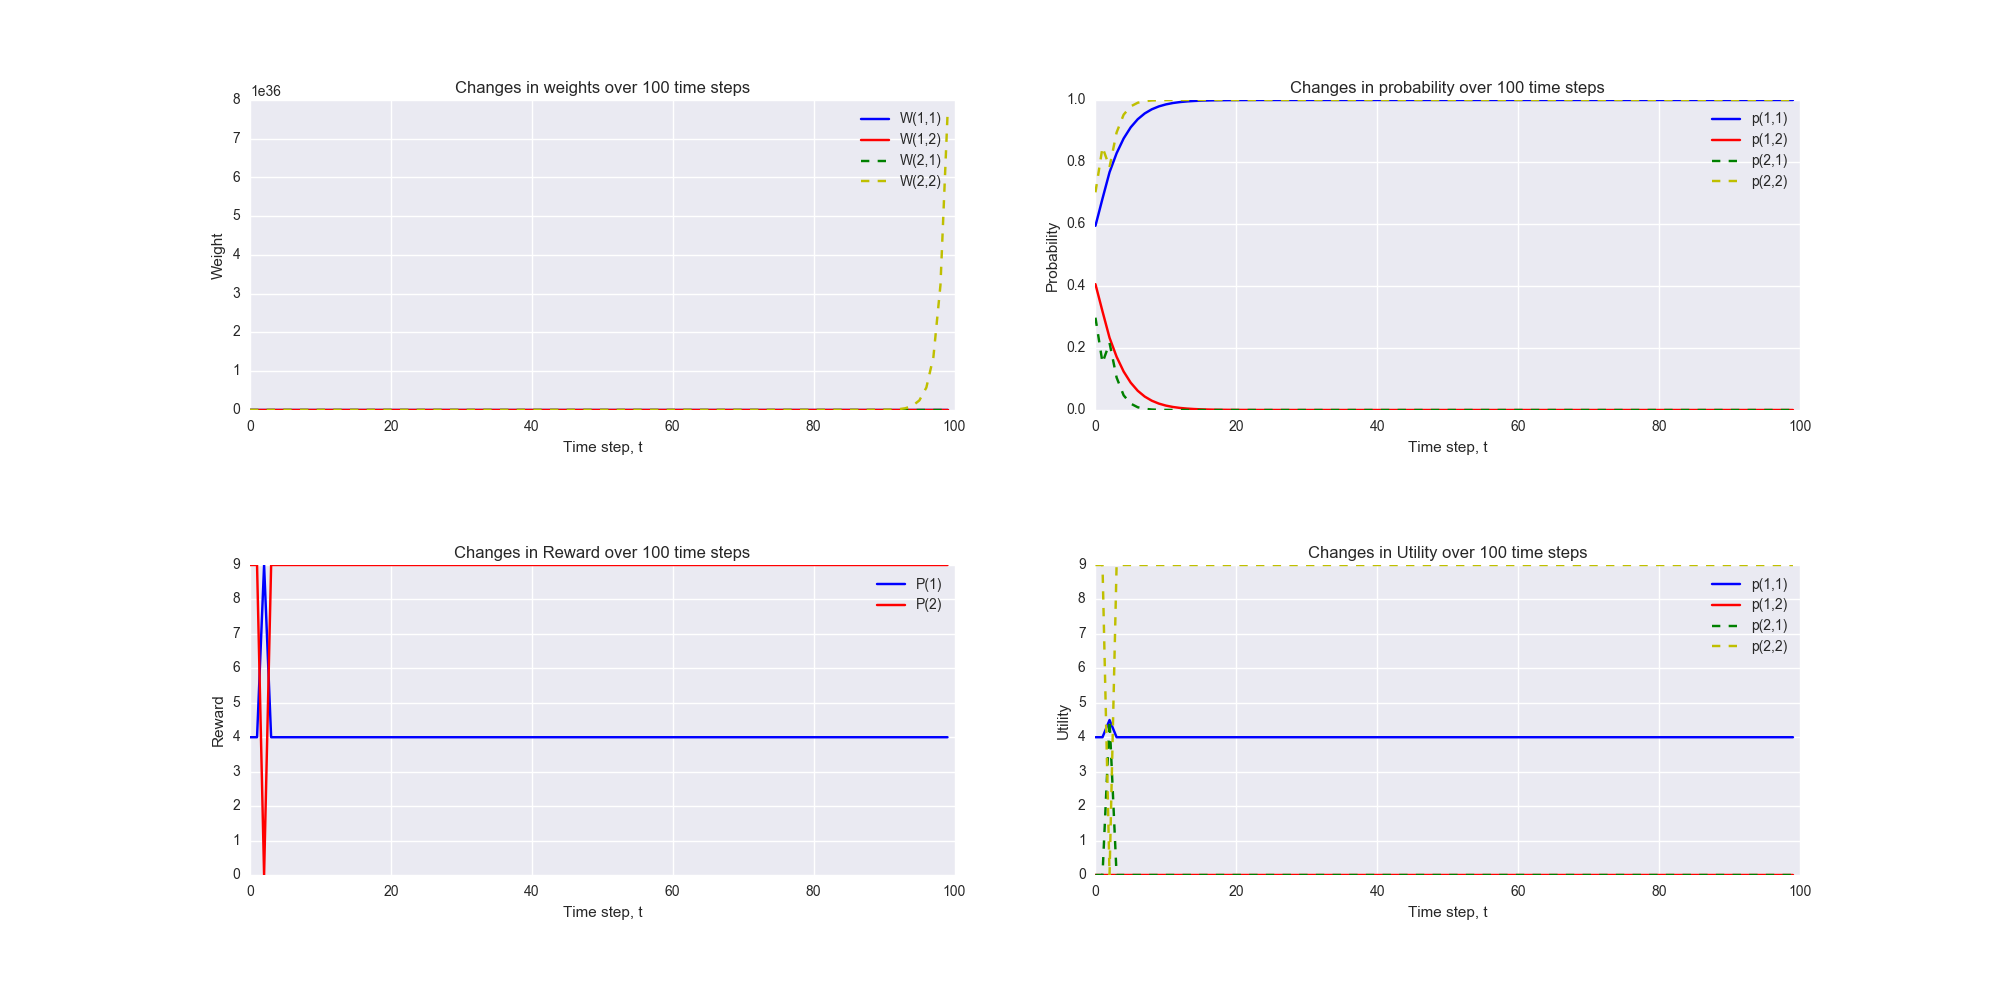 Changes in weights over 100 time steps
1e36
8
7
6
5
4
3
2
1
0
0 20 40 60 80 100
Weight
Time step, t
W(1,1)
W(1,2)
W(2,1)
W(2,2)
Changes in probability over 100 time steps
1.0
0.8
0.6
0.4
0.2
0.0
0 20 40 60 80 100
Probability
Time step, t
p(1,1)
p(1,2)
p(2,1)
p(2,2)
Changes in Reward over 100 time steps
9
8
7
6
5
4
3
2
1
0
0 20 40 60 80 100
Reward
Time step, t
P(1)
P(2)
Changes in Utility over 100 time steps
9
8
7
6
5
4
3
2
1
0
0 20 40 60 80 100
Utility
Time step, t
p(1,1)
p(1,2)
p(2,1)
p(2,2)